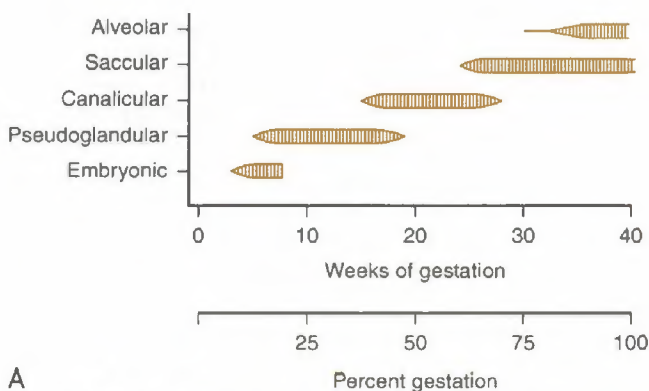 Alveolar
Saccular
Canalicular
Pseudoglandular
Embryonic
0 10 20 30 40
Weeks of gestation
25 50 75 100
A Percent gestation